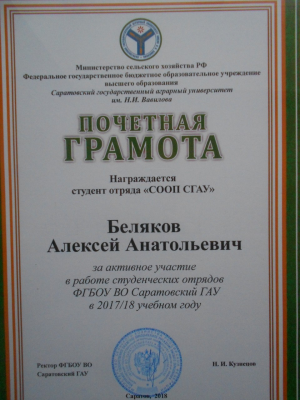 Министерство сельского хозяйства РФ
Федеральное государственное бюджетное образовательное учреждение
высшего образования
Саратовский государственный аграрный университет
им. Н.И. Вавилова
ПОЧЕТНАЯ
ГРАМОТА
Награждается
студент отряда «СООП СГАУ»
Беляков
Алексей Анатольевич
за активное участие
в работе студенческих отрядов
ФГБОУ ВО Саратовский ГАУ
в 2017/18 учебном году
Ректор ФГБОУ ВО
Саратовский ГАУ
Н. И. Кузнецов
Саратов-2018